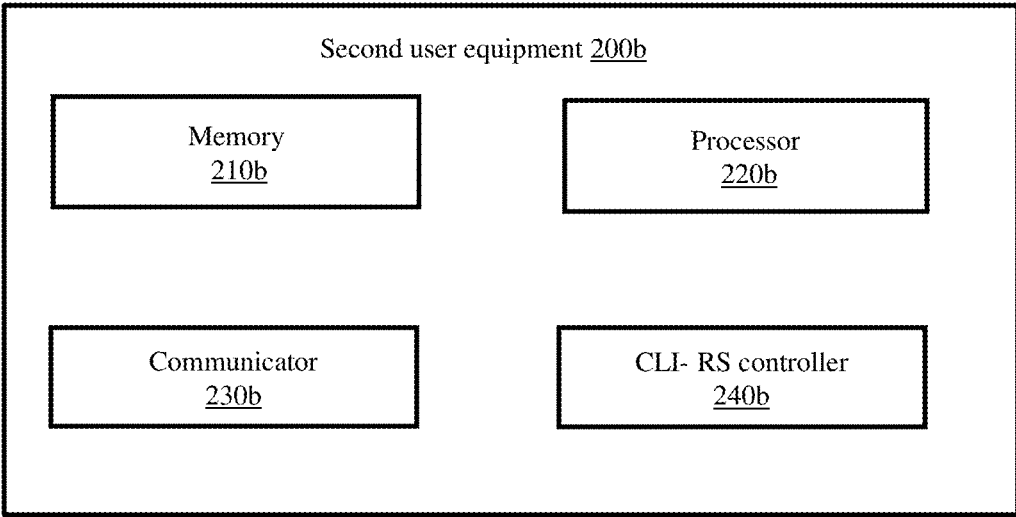 Second user equipment 200b
Memory
210b
Processor
220b
Communicator
230b
CLI- RS controller
240b